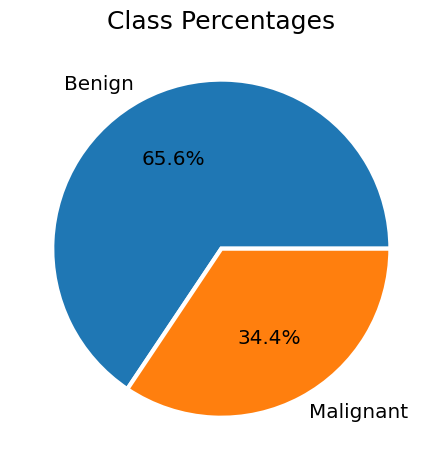 Class Percentages
Benign
65.6%
34.4%
Malignant